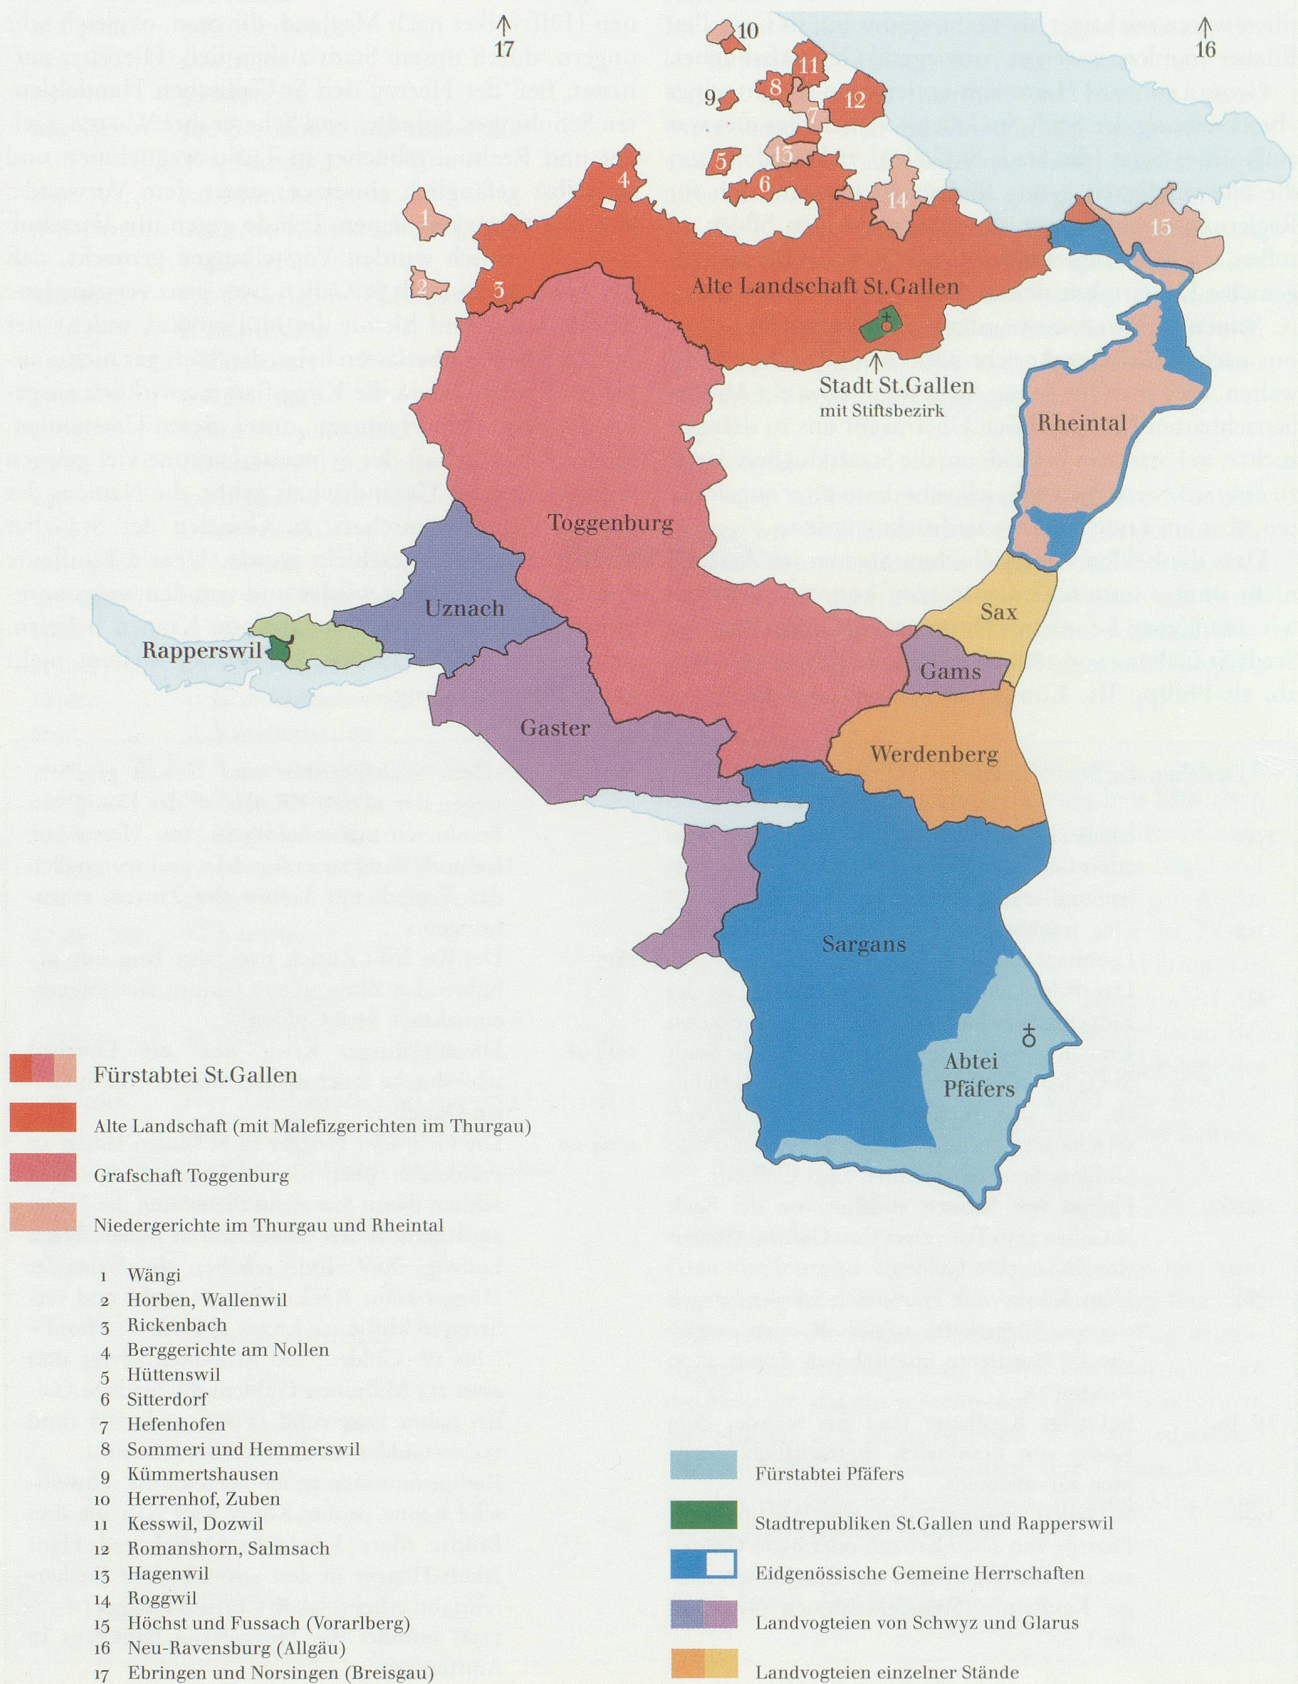 17
16
10
11
8
9
7
12
5
13
6
4
14
1
15
2
3
Alte Landschaft St.Gallen
Stadt St.Gallen
mit Stiftsbezirk
Rheintal
Toggenburg
Uznach
Sax
Rapperswil
Gams
Gaster
Werdenberg
Sargans
Abtei
Pfäfers
Fürstabtei St.Gallen
Alte Landschaft (mit Malefizgerichten im Thurgau)
Grafschaft Toggenburg
Niedergerichte im Thurgau und Rheintal
1 Wängi
2 Horben, Wallenwil
3 Rickenbach
4 Berggerichte am Nollen
5 Hüttenswil
6 Sitterdorf
7 Hefenhofen
8 Sommeri und Hemmerswil
9 Kümmertshausen
10 Herrenhof, Zuben
11 Kesswil, Dozwil
12 Romanshorn, Salmsach
13 Hagenwil
14 Roggwil
15 Höchst und Fussach (Vorarlberg)
16 Neu-Ravensburg (Allgäu)
17 Ebringen und Norsingen (Breisgau)
Fürstabtei Pfäfers
Stadtrepubliken St.Gallen und Rapperswil
Eidgenössische Gemeine Herrschaften
Landvogteien von Schwyz und Glarus
Landvogteien einzelner Stände